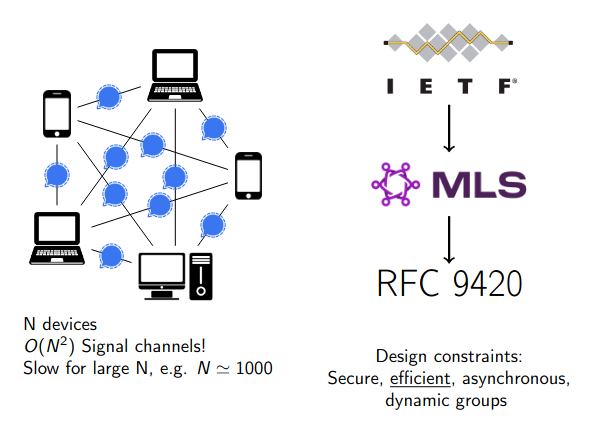 N devices
O(N²) Signal channels!
Slow for large N, e.g. N ≃ 1000
I E T F®
MLS
RFC 9420
Design constraints:
Secure, efficient, asynchronous,
dynamic groups